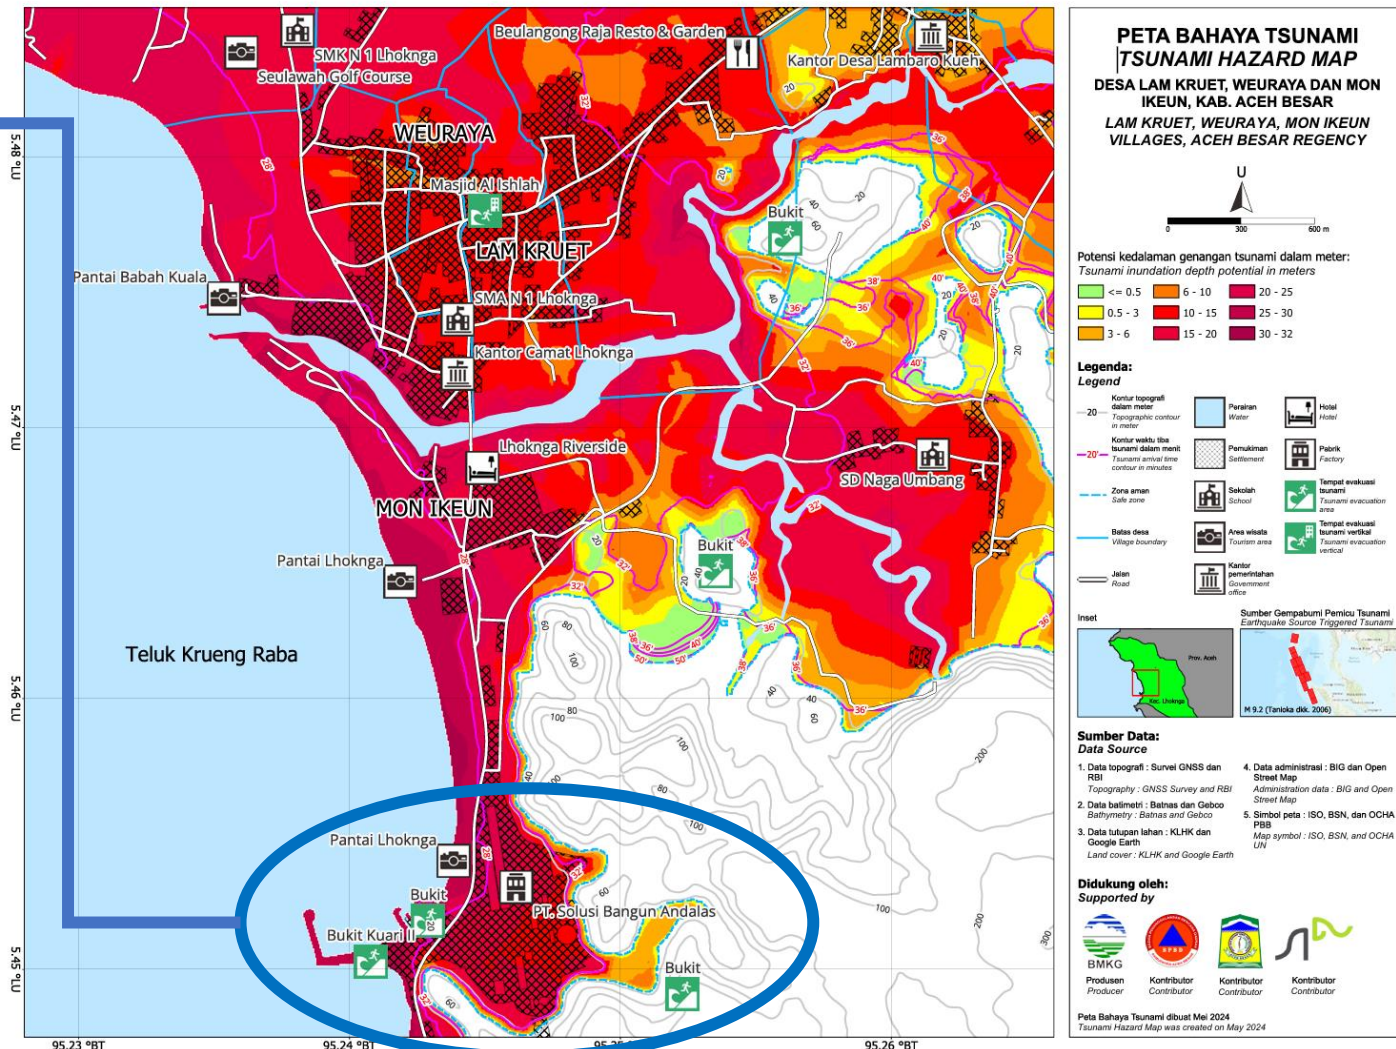 PETA BAHAYA TSUNAMI
TSUNAMI HAZARD MAP
DESA LAM KRUET, WEURAYA DAN MON
IKEUN, KAB. ACEH BESAR
LAM KRUET, WEURAYA, MON IKEUN
VILLAGES, ACEH BESAR REGENCY
U
0 300 600 m
Potensi kedalaman genangan tsunami dalam meter:
Tsunami inundation depth potential in meters
<= 0.5
6 - 10
20 - 25
0.5 - 3
10 - 15
25 - 30
3 - 6
15 - 20
30 - 32
Legenda:
Legend
20
Kontur topografi
dalam meter
Topographic contour
in meter
Perairan
Water
Hotel
Hotel
20'
Kontur waktu tiba
tsunami dalam menit
Tsunami arrival time
contour in minutes
Pemukiman
Settlement
Pabrik
Factory
Zona aman
Safe zone
Sekolah
School
Tempat evakuasi
tsunami
Tsunami evacuation
area
Batas desa
Village boundary
Area wisata
Tourism area
Tempat evakuasi
tsunami vertikal
Tsunami evacuation
vertical
Jalan
Road
Kantor
pemerintahan
Government
office
Inset
Prov. Aceh
Kec. Lhoknga
Sumber Gempabumi Pemicu Tsunami
Earthquake Source Triggered Tsunami
M 9.2 (Tanioka dkk. 2006)
Sumber Data:
Data Source
1. Data topografi : Survei GNSS dan
RBI
Topography : GNSS Survey and RBI
2. Data batimetri : Batnas dan Gebco
Bathymetry : Batnas and Gebco
3. Data tutupan lahan : KLHK dan
Google Earth
Land cover : KLHK and Google Earth
4. Data administrasi : BIG dan Open
Street Map
Administration data : BIG and Open
Street Map
5. Simbol peta : ISO, BSN, dan OCHA
PBB
Map symbol : ISO, BSN, and OCHA
UN
Didukung oleh:
Supported by
BMKG
BPBD
Produsen
Producer
Kontributor
Contributor
Kontributor
Contributor
Kontributor
Contributor
Peta Bahaya Tsunami dibuat Mei 2024
Tsunami Hazard Map was created on May 2024
SMK N 1 Lhoknga
Seulawah Golf Course
Beulangong Raja Resto & Garden
Kantor Desa Lambaro Kueh
WEURAYA
Masjid Al Ishlah
LAM KRUET
Bukit
Pantai Babah Kuala
SMA N 1 Lhoknga
Kantor Camat Lhoknga
Lhoknga Riverside
SD Naga Umbang
MON IKEUN
Pantai Lhoknga
Bukit
Teluk Krueng Raba
Pantai Lhoknga
Bukit
PT. Solusi Bangun Andalas
Bukit Kuari II
Bukit
5.48 °LU
5.47 °LU
5.46 °LU
5.45 °LU
95.23 °BT
95.24 °BT
95.26 °BT